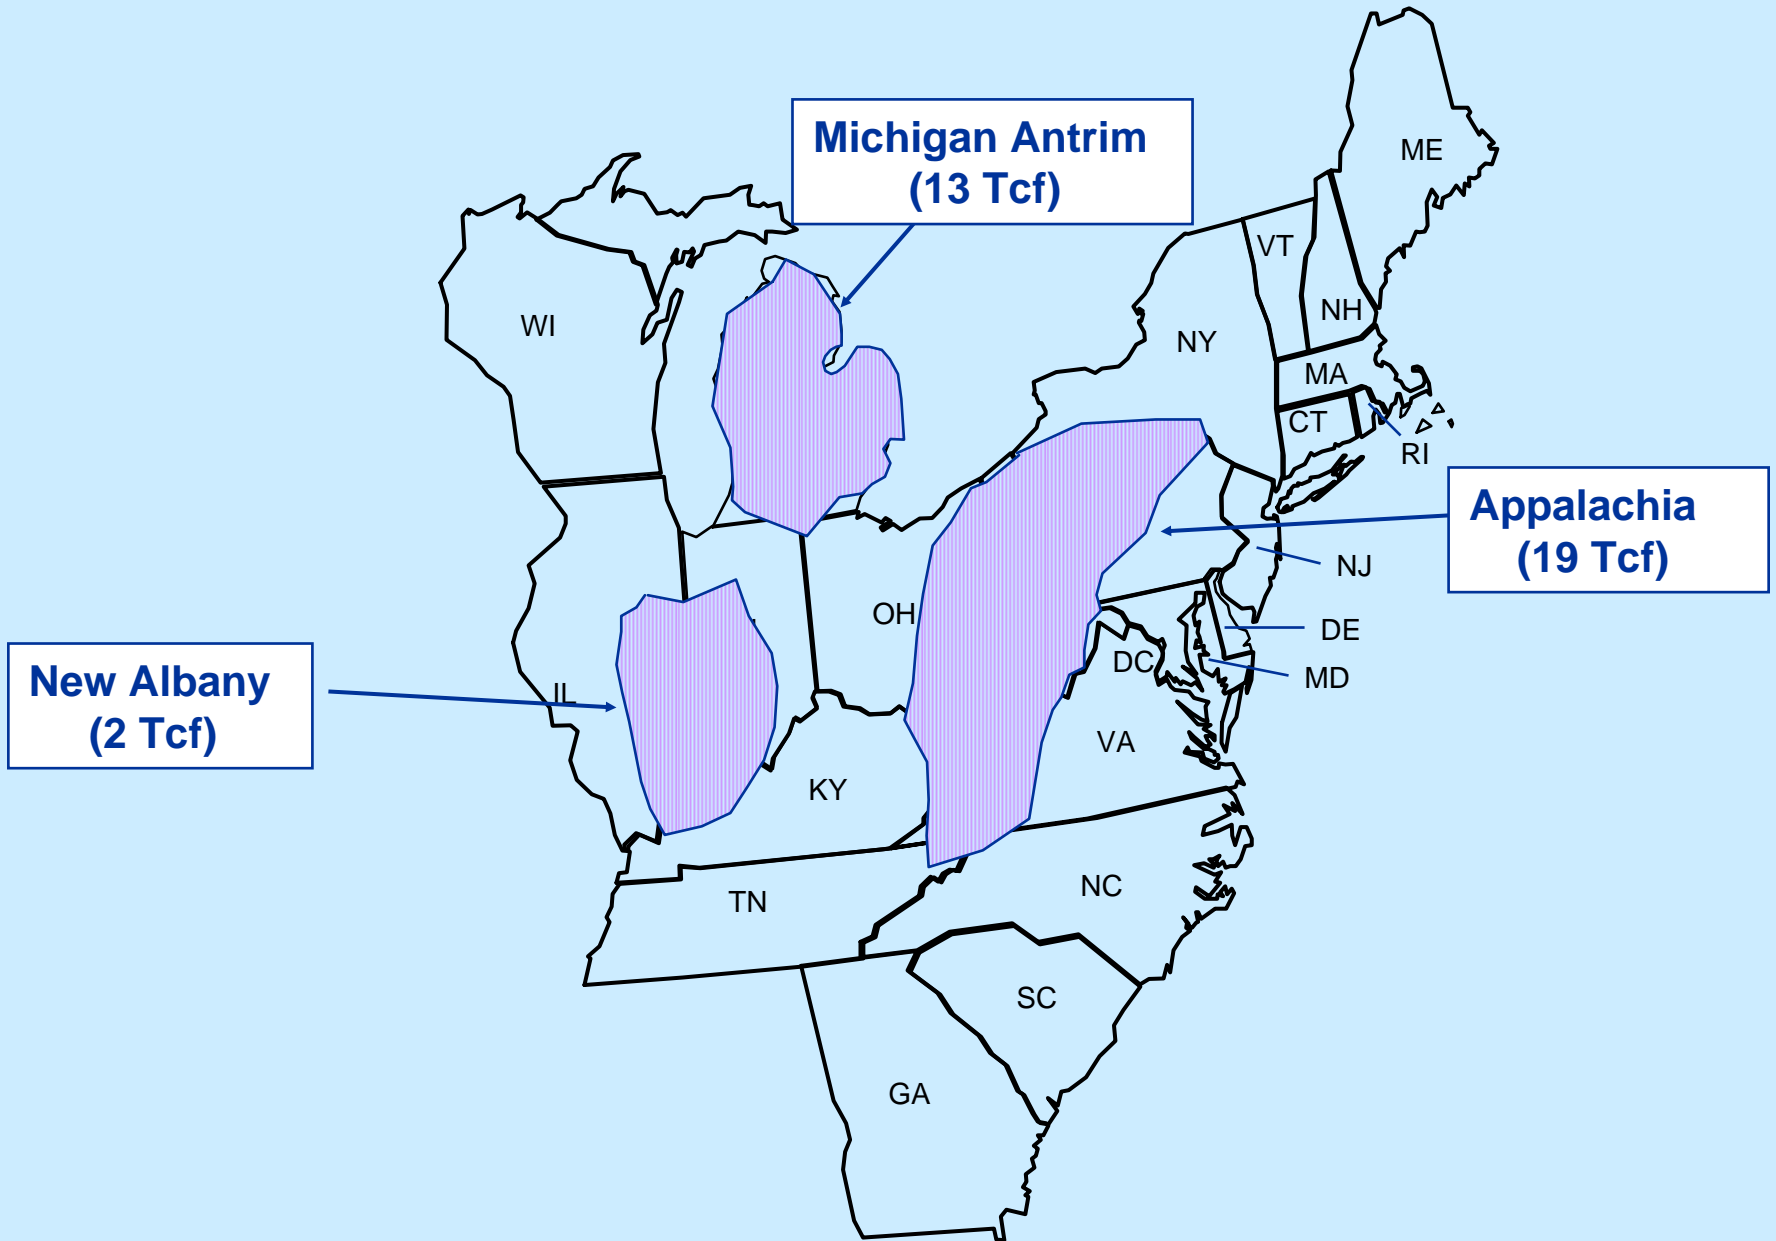 Michigan Antrim
(13 Tcf)
ME
VT
WI
NH
NY
MA
CT
RI
Appalachia
(19 Tcf)
NJ
OH
DE
DC
MD
New Albany
(2 Tcf)
IL
VA
KY
NC
TN
SC
GA